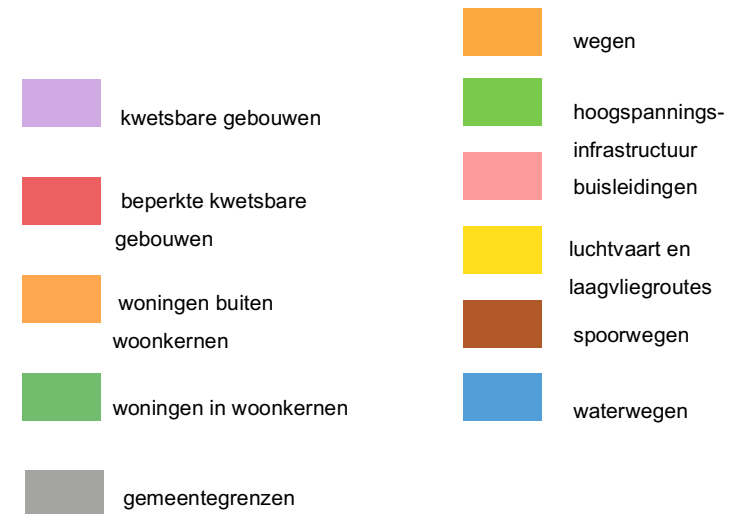 kwetsbare gebouwen
beperkte kwetsbare
gebouwen
woningen buiten
woonkernen
woningen in woonkernen
gemeentegrenzen
wegen
hoogspannings-
infrastructuur
buisleidingen
luchtvaart en
laagvliegroutes
spoorwegen
waterwegen